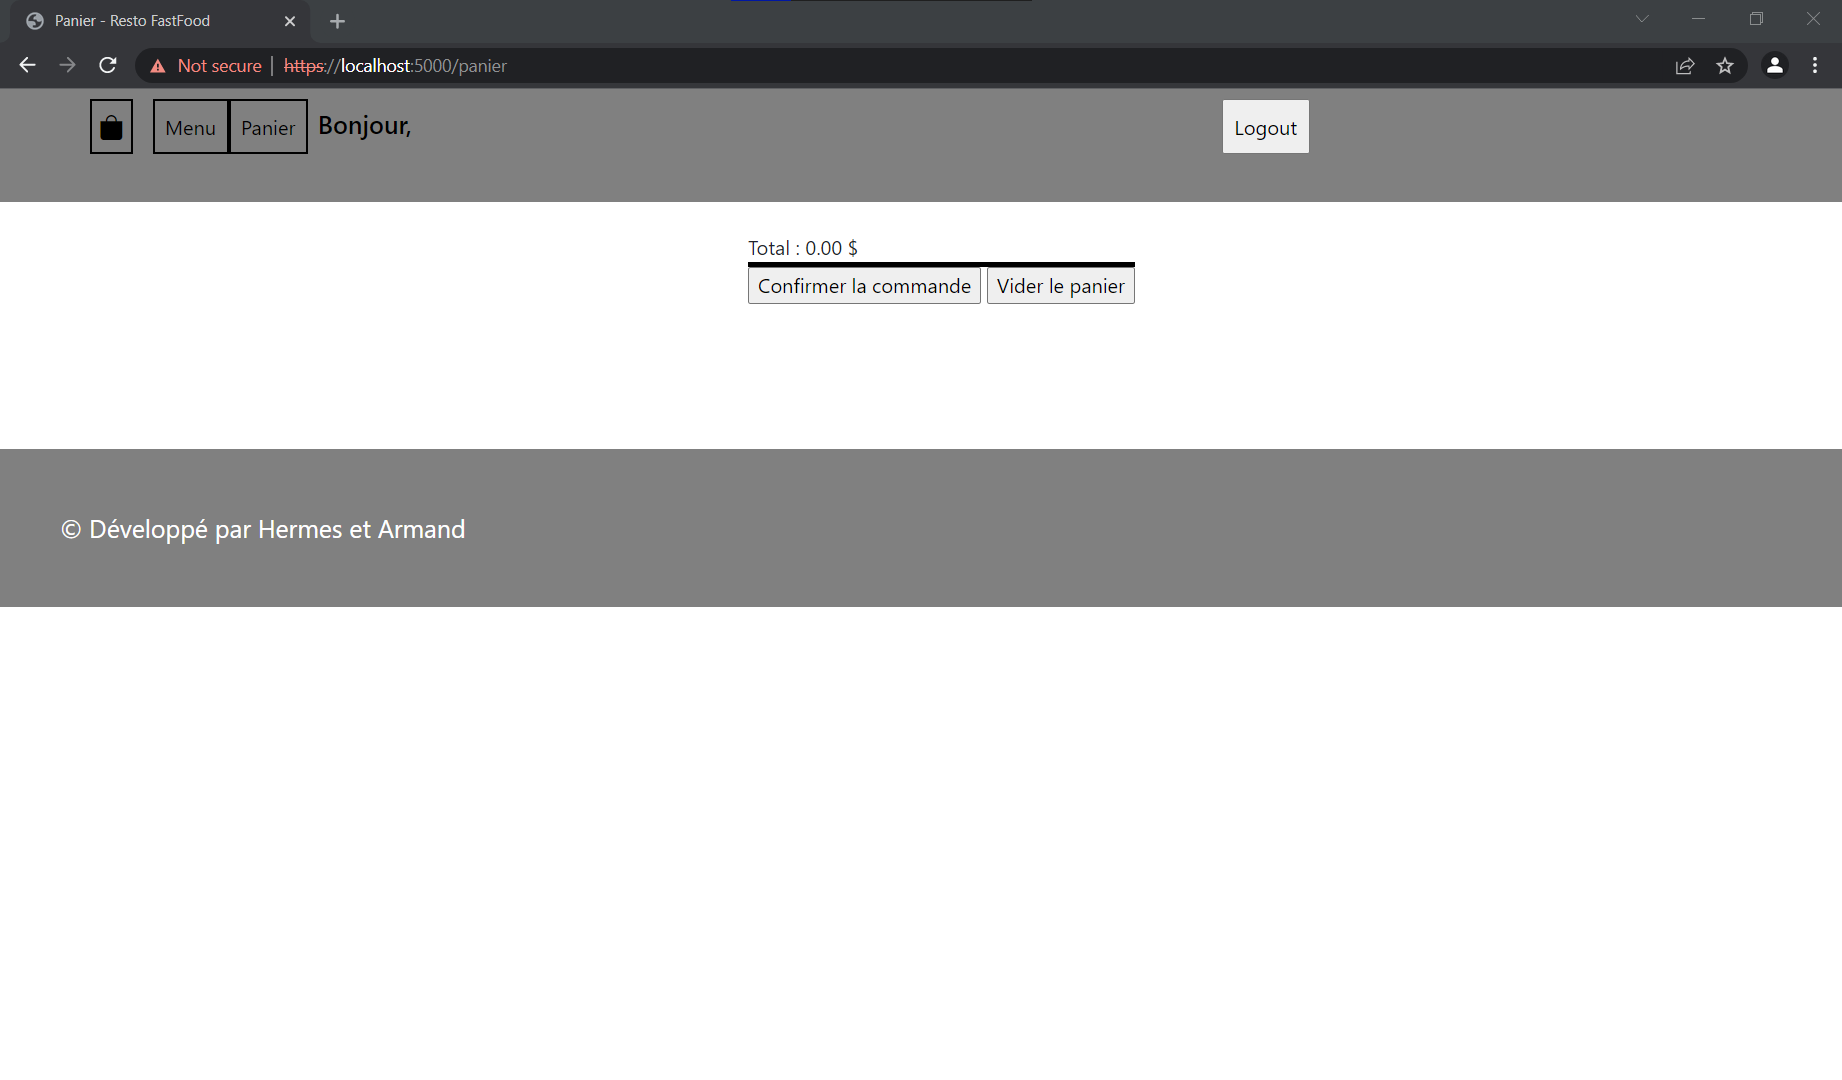 Panier - Resto FastFood
Not secure | https://localhost:5000/panier
Menu Panier Bonjour, Logout
Total : 0.00 $
Confirmer la commande Vider le panier
© Développé par Hermes et Armand